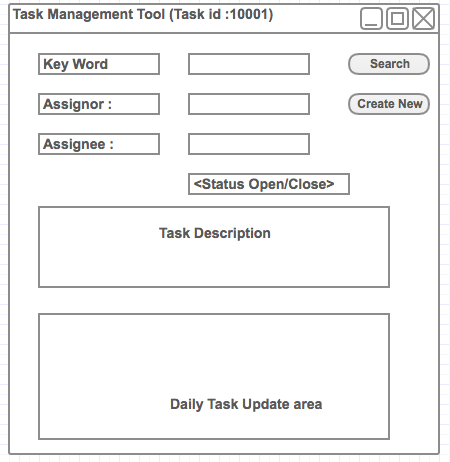 Task Management Tool (Task id :10001)
Key Word
Search
Assignor :
Create New
Assignee :
<Status Open/Close>
Task Description
Daily Task Update area